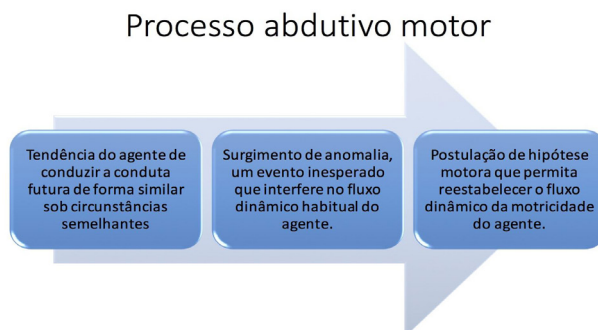 Processo abdutivo motor
Tendência do agente de
conduzir a conduta
futura de forma similar
sob circunstâncias
semelhantes
Surgimento de anomalia,
um evento inesperado
que interfere no fluxo
dinâmico habitual do
agente.
Postulação de hipótese
motora que permita
reestabelecer o fluxo
dinâmico da motricidade
do agente.